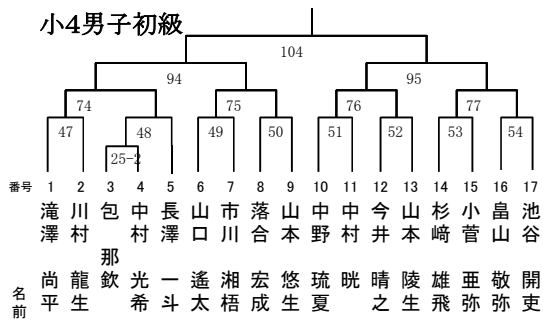 小4男子初級
104
94 95
74 75 76 77
47 48 49 50 51 52 53 54
25-2
番号 1 2 3 4 5 6 7 8 9 10 11 12 13 14 15 16 17
名前
滝澤 尚平
川村 龍生
包 那欽
中村 光希
長澤 一斗
山口 遙太
市川 湘梧
落合 宏成
山本 悠生
中野 琉夏
中村 晄
今井 晴之
山本 陵生
杉﨑 雄飛
小菅 亜弥
畠山 敬弥
池谷 開吏